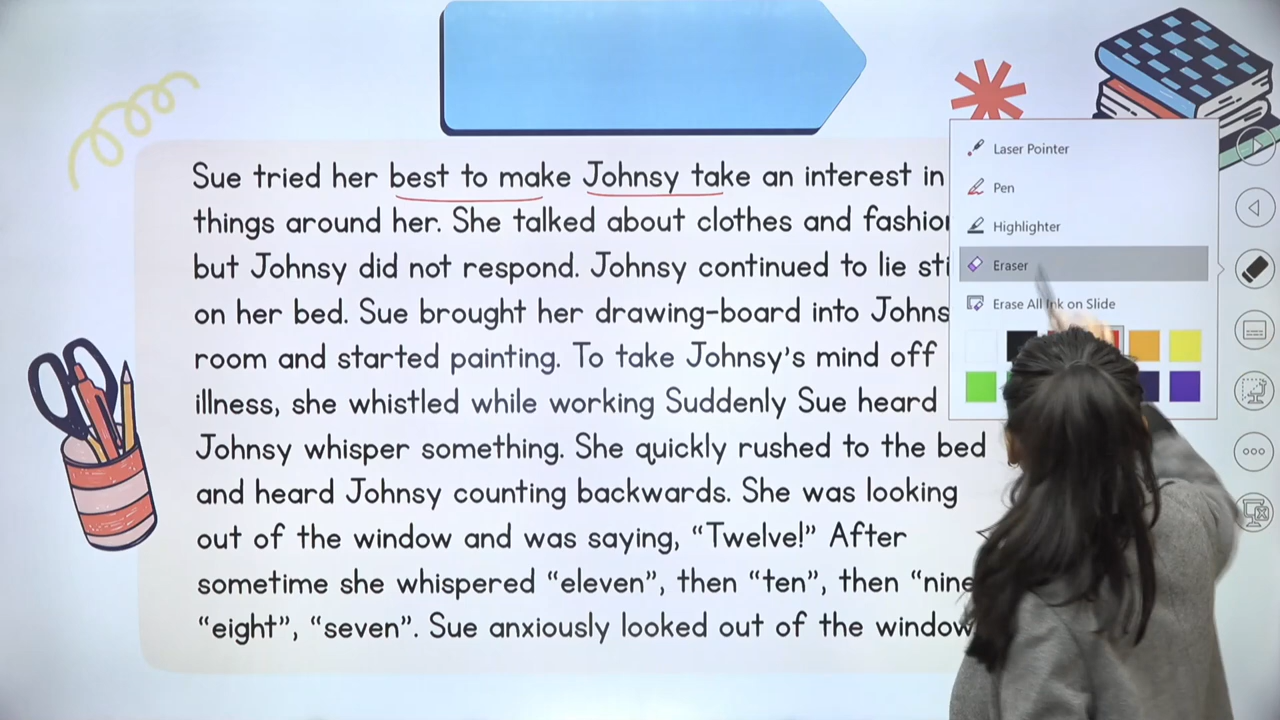 Sue tried her best to make Johnsy take an interest in
things around her. She talked about clothes and
but Johnsy did not respond. Johnsy continued to lie
on her bed. Sue brought her drawing-board into
room and started painting. To take Johnsy's mind off
illness, she whistled while working Suddenly Sue heard
Johnsy whisper something. She quickly rushed to the bed
and heard Johnsy counting backwards. She was looking
out of the window and was saying, “Twelve!” After
sometime she whispered “eleven”, then “ten”, then “nine
“eight”, “seven”. Sue anxiously looked out of the window
Laser Pointer
Pen
Highlighter
Eraser
Erase All Ink on Slide